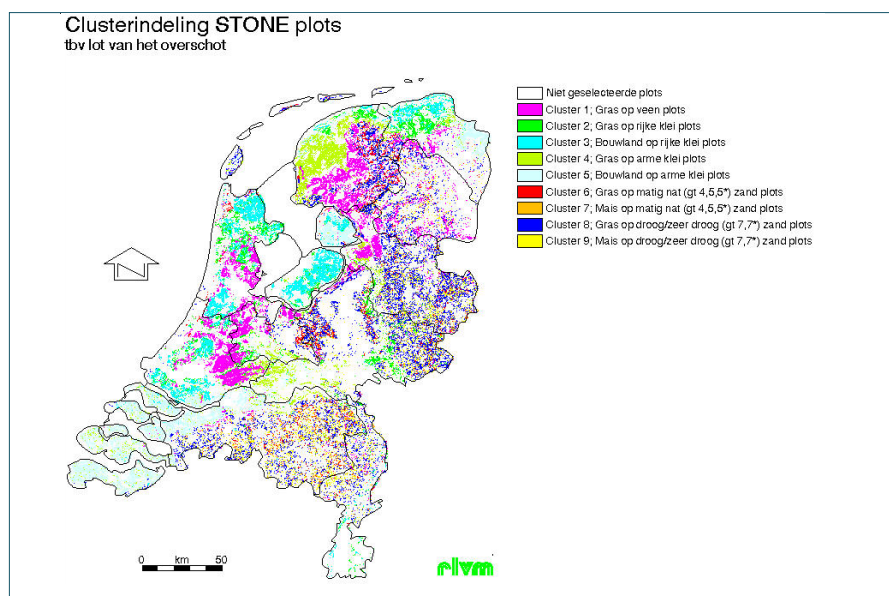 Clusterindeling STONE plots
tbv lot van het overschot
Niet geselecteerde plots
Cluster 1; Gras op veen plots
Cluster 2; Gras op rijke klei plots
Cluster 3; Bouwland op rijke klei plots
Cluster 4; Gras op arme klei plots
Cluster 5; Bouwland op arme klei plots
Cluster 6; Gras op matig nat (gt 4,5,5*) zand plots
Cluster 7; Mais op matig nat (gt 4,5,5*) zand plots
Cluster 8; Gras op droog/zeer droog (gt 7,7*) zand plots
Cluster 9; Mais op droog/zeer droog (gt 7,7*) zand plots
N
0 km 50
rivm